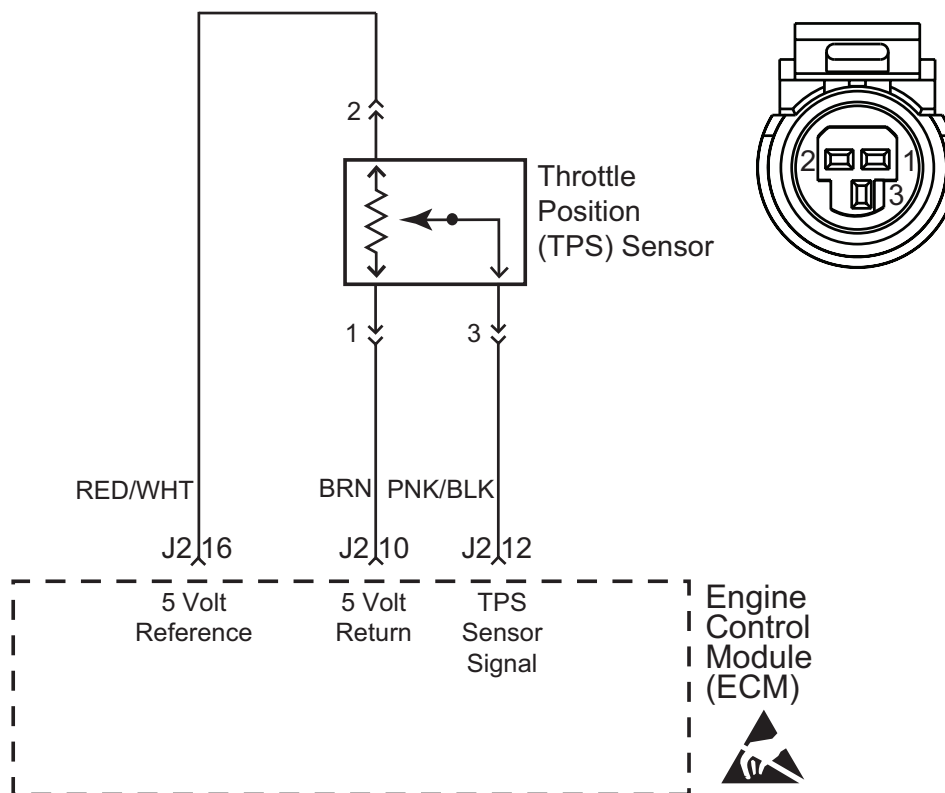 2
Throttle
Position
(TPS) Sensor
2 1
3
1 3
RED/WHT BRN PNK/BLK
J2 16 J2 10 J2 12
5 Volt
Reference
5 Volt
Return
TPS
Sensor
Signal
Engine
Control
Module
(ECM)